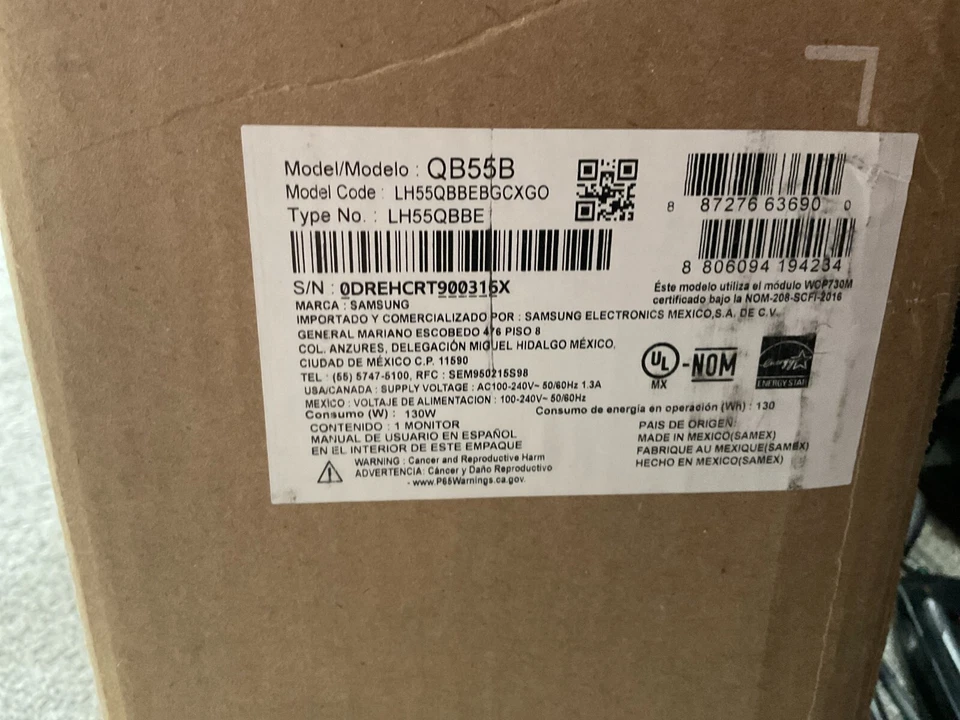 Model/Modelo : QB55B
Model Code : LH55QBBEBGCXGO
Type No. : LH55QBBE
8 87276 63690 0
8 806094 194234
S/N : 0DREHCRT900316X
Éste modelo utiliza el módulo WCP730M
certificado bajo la NOM-208-SCFI-2016
MARCA : SAMSUNG
IMPORTADO Y COMERCIALIZADO POR : SAMSUNG ELECTRONICS MEXICO,S.A. DE C.V.
GENERAL MARIANO ESCOBEDO 476 PISO 8
COL. ANZURES, DELEGACIÓN MIGUEL HIDALGO MÉXICO,
CIUDAD DE MÉXICO C.P. 11590
TEL : (55) 5747-5100, RFC : SEM950215S98
USA/CANADA : SUPPLY VOLTAGE : AC100-240V~ 50/60Hz 1.3A
MEXICO : VOLTAJE DE ALIMENTACION : 100-240V~ 50/60Hz
UL
MX
-NOM
energy
ENERGY STAR
Consumo (W) : 130W
Consumo de energía en operación (Wh) : 130
CONTENIDO : 1 MONITOR
MANUAL DE USUARIO EN ESPAÑOL
EN EL INTERIOR DE ESTE EMPAQUE
PAIS DE ORIGEN:
MADE IN MEXICO(SAMEX)
FABRIQUE AU MEXIQUE(SAMEX)
HECHO EN MEXICO(SAMEX)
WARNING : Cancer and Reproductive Harm
ADVERTENCIA: Cáncer y Daño Reproductivo
- www.P65Warnings.ca.gov.